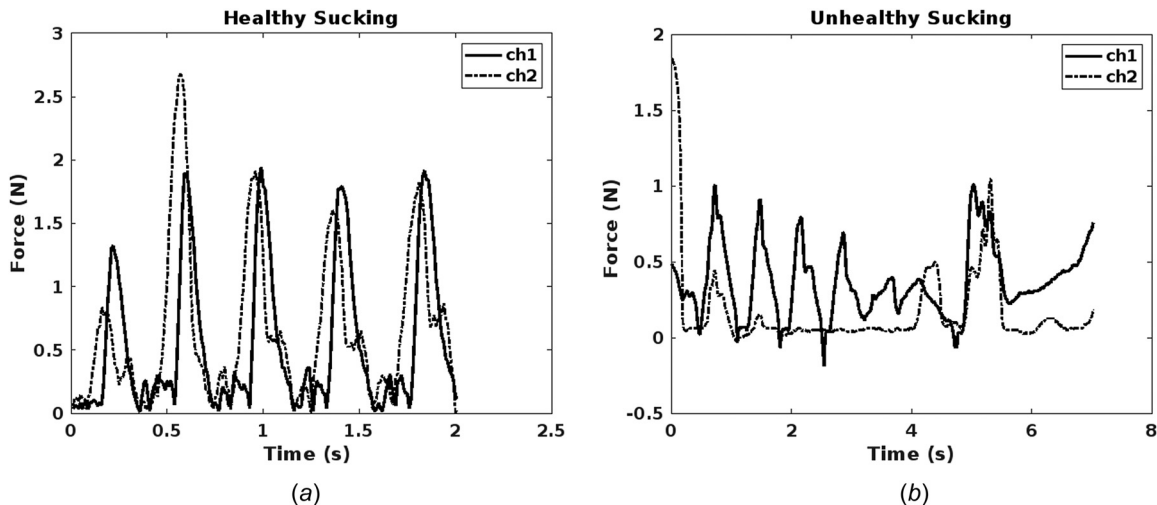 Healthy Sucking
3
2.5
2
1.5
1
0.5
0
Force (N)
ch1
ch2
0 0.5 1 1.5 2 2.5
Time (s)
(a)
Unhealthy Sucking
2
1.5
1
0.5
0
-0.5
Force (N)
ch1
ch2
0 2 4 6 8
Time (s)
(b)